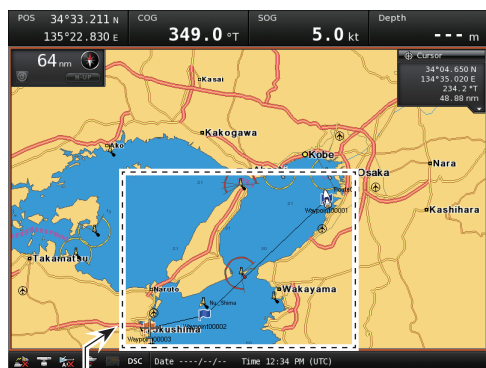 POS 34°33.211 N
135°22.830 E
COG
349.0 °T
SOG
5.0 kt
Depth
--- m
64 nm
N-UP
Cursor
34°04.650 N
134°35.020 E
234.2 °T
48.88 nm
Kasai
Kakogawa
Ako
Kobe
Osaka
Nara
Waypoint00001
Kashihara
Takamatsu
Naruto
Wakayama
Nu_Shima
Waypoint00002
Tokushima
Waypoint00003
DSC Date ----/--/-- Time 12:34 PM (UTC)